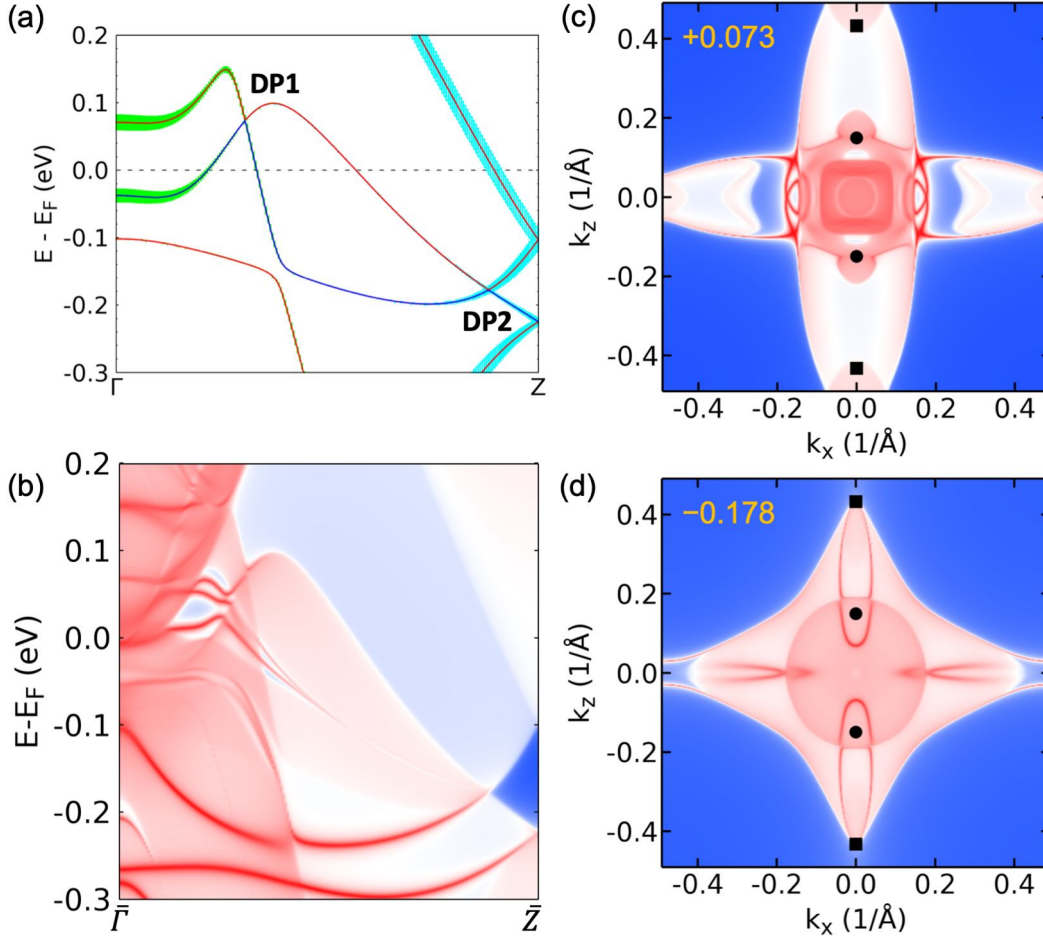 (a)
0.2
0.1
0.0
-0.1
-0.2
-0.3
E - E_F (eV)
DP1
DP2
Γ
Z
(b)
0.2
0.1
0.0
-0.1
-0.2
-0.3
E-E_F (eV)
Γ̄
Z̄
(c)
+0.073
0.4
0.2
0.0
-0.2
-0.4
k_z (1/Å)
-0.4 -0.2 0.0 0.2 0.4
k_x (1/Å)
(d)
−0.178
0.4
0.2
0.0
-0.2
-0.4
k_z (1/Å)
-0.4 -0.2 0.0 0.2 0.4
k_x (1/Å)